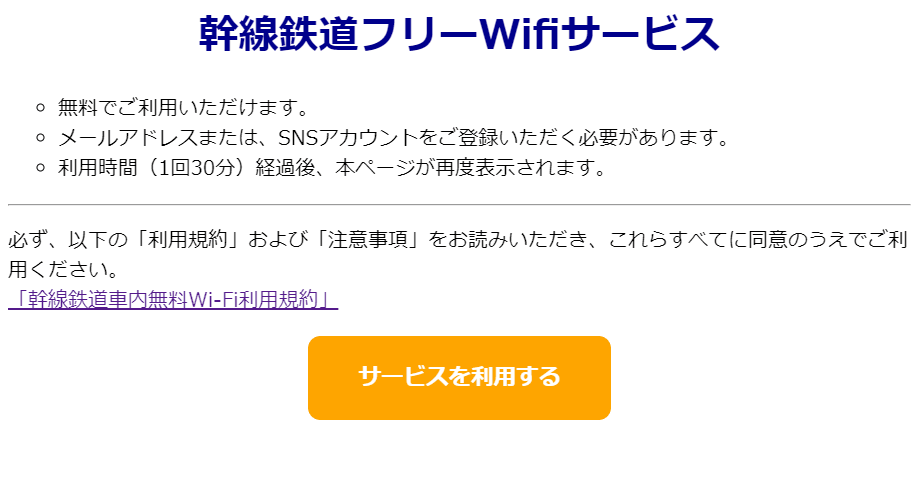 幹線鉄道フリーWifiサービス
無料でご利用いただけます。
メールアドレスまたは、SNSアカウントをご登録いただく必要があります。
利用時間（1回30分）経過後、本ページが再度表示されます。
必ず、以下の「利用規約」および「注意事項」をお読みいただき、これらすべてに同意のうえでご利
用ください。
「幹線鉄道車内無料Wi-Fi利用規約」
サービスを利用する